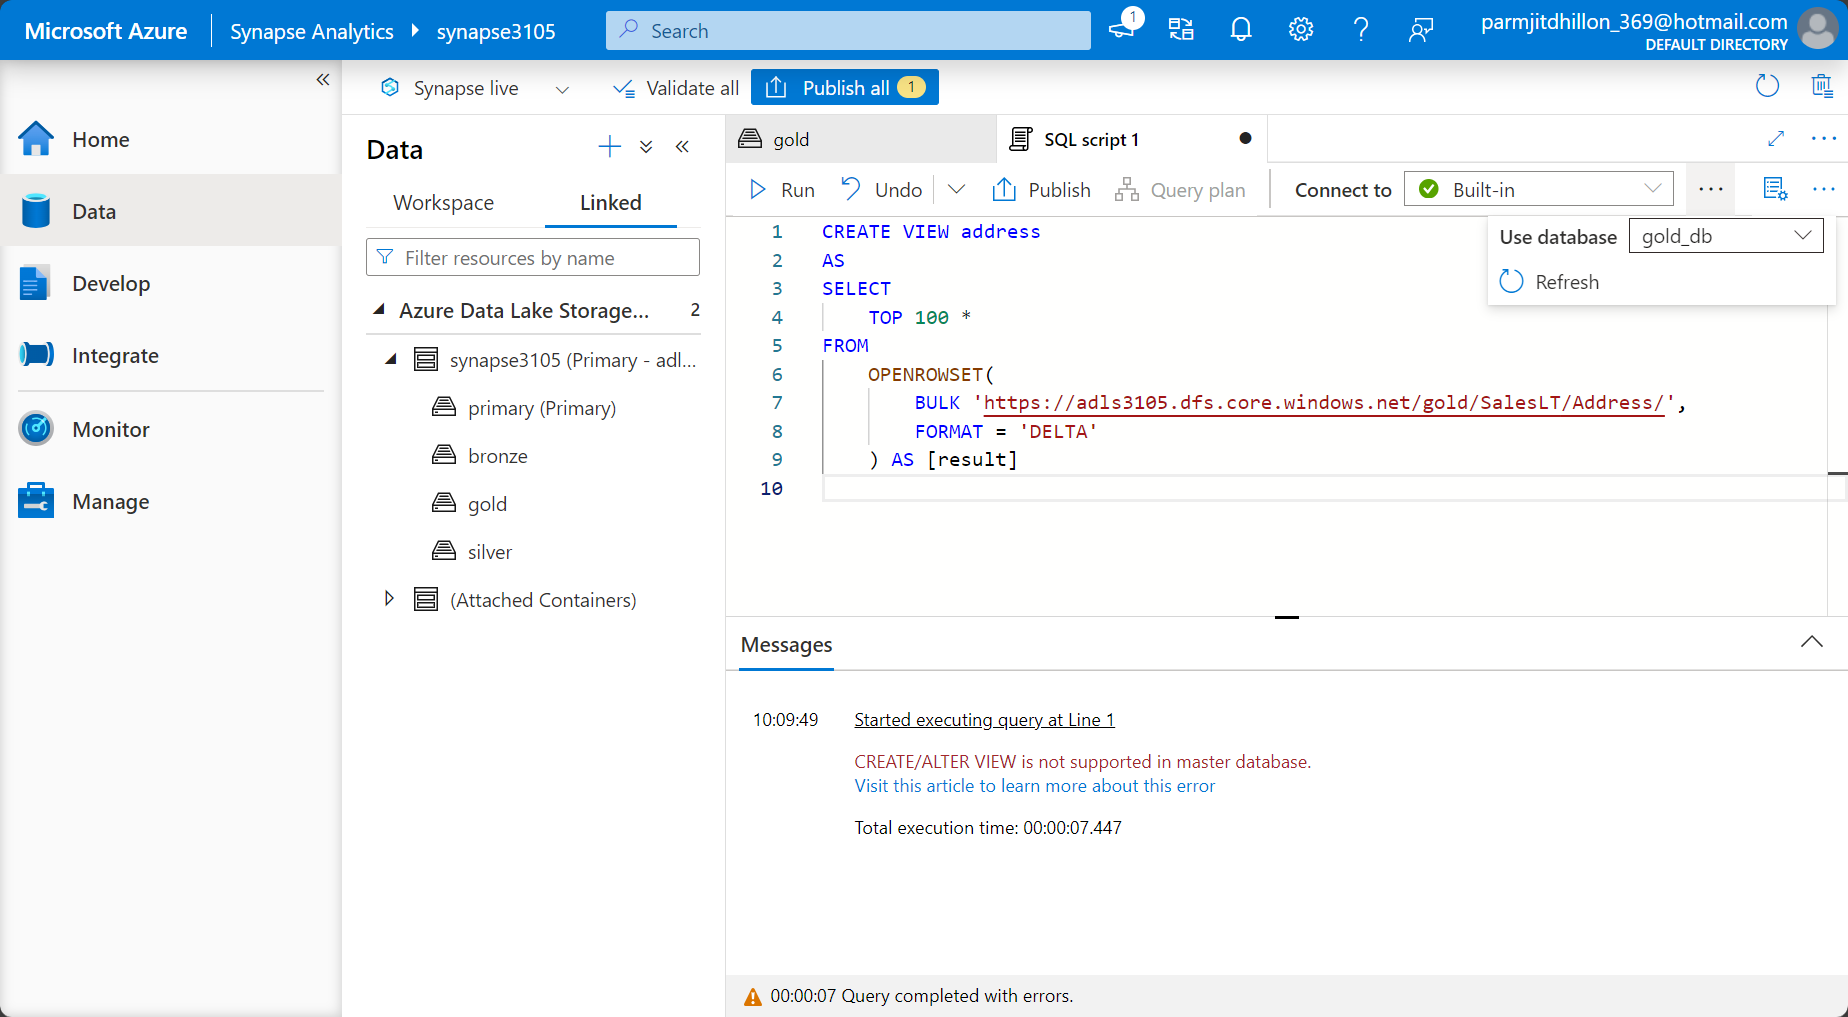 Microsoft Azure
Synapse Analytics
synapse3105
Search
1
parmjitdhillon_369@hotmail.com
DEFAULT DIRECTORY
Home
Data
Develop
Integrate
Monitor
Manage
Synapse live
Validate all
Publish all 1
Data
Workspace
Linked
Filter resources by name
Azure Data Lake Storage... 2
synapse3105 (Primary - adl...
primary (Primary)
bronze
gold
silver
(Attached Containers)
gold
SQL script 1
Run
Undo
Publish
Query plan
Connect to
Built-in
Use database
gold_db
Refresh
1 CREATE VIEW address
2 AS
3 SELECT
4 TOP 100 *
5 FROM
6 OPENROWSET(
7 BULK 'https://adls3105.dfs.core.windows.net/gold/SalesLT/Address/',
8 FORMAT = 'DELTA'
9 ) AS [result]
10
Messages
10:09:49 Started executing query at Line 1
CREATE/ALTER VIEW is not supported in master database.
Visit this article to learn more about this error
Total execution time: 00:00:07.447
00:00:07 Query completed with errors.